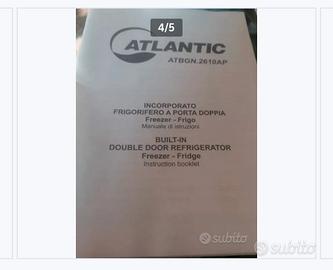 4/5
ATLANTIC
ATBGN.2610AP
INCORPORATO
FRIGORIFERO A PORTA DOPPIA
Freezer - Frigo
Manuale di istruzioni
BUILT-IN
DOUBLE DOOR REFRIGERATOR
Freezer - Fridge
Instruction booklet
subito
subito